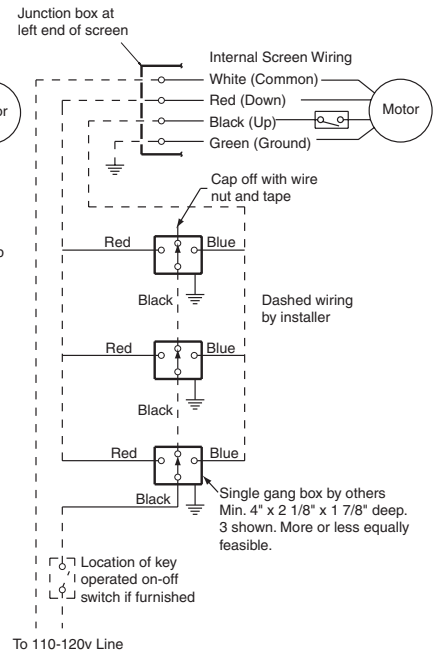 Junction box at
left end of screen
Internal Screen Wiring
White (Common)
Red (Down)
Black (Up)
Green (Ground)
Motor
or
Cap off with wire
nut and tape
Red
Blue
Black
Dashed wiring
by installer
Red
Blue
Black
Red
Blue
Black
Single gang box by others
Min. 4" x 2 1/8" x 1 7/8" deep.
3 shown. More or less equally
feasible.
Location of key
operated on-off
switch if furnished
To 110-120v Line